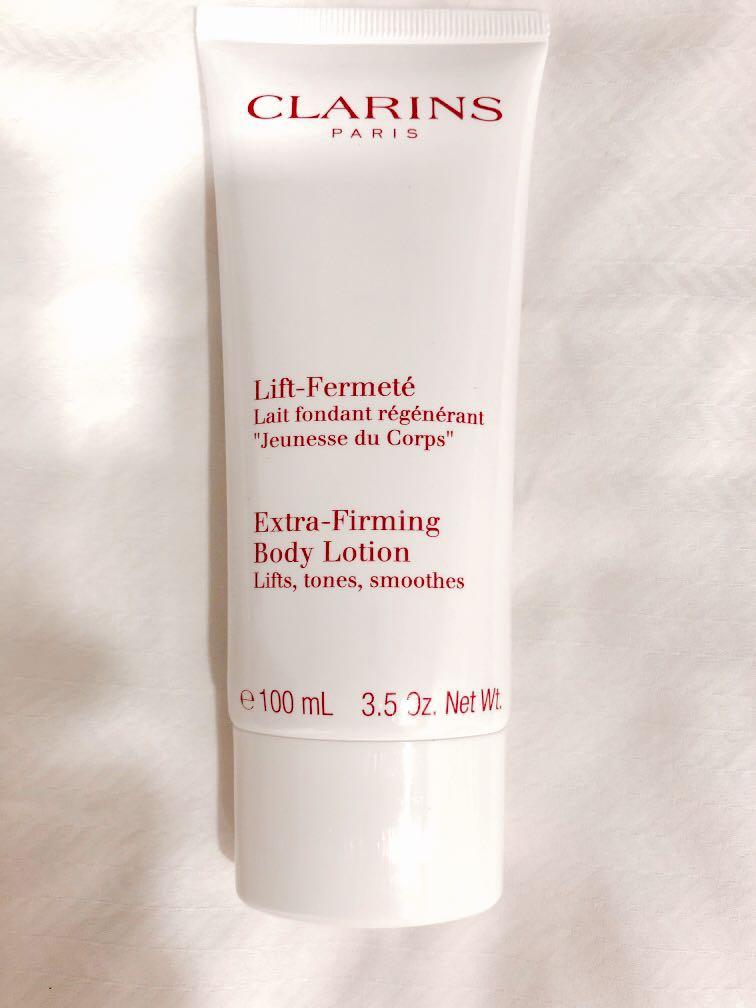 CLARINS
PARIS
Lift-Fermeté
Lait fondant régénérant
"Jeunesse du Corps"
Extra-Firming
Body Lotion
Lifts, tones, smoothes
℮ 100 mL 3.5 Oz. Net Wt.